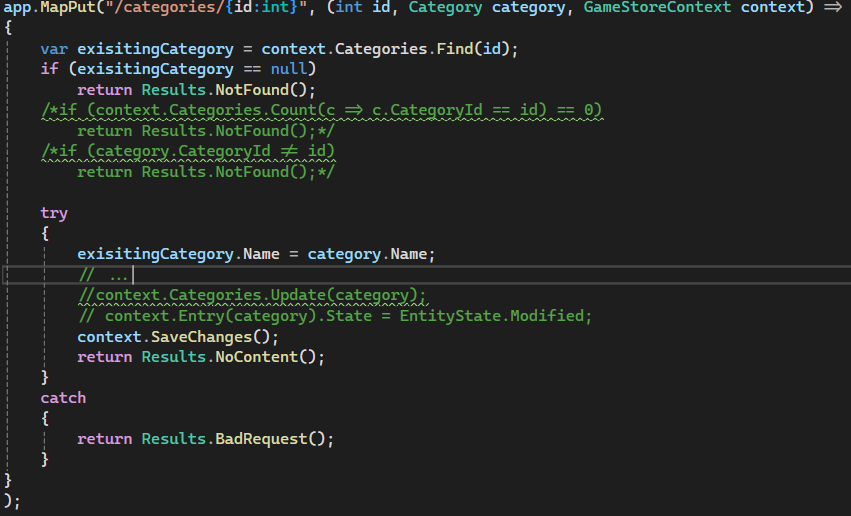 app.MapPut("/categories/{id:int}", (int id, Category category, GameStoreContext context) =>
{
    var exisitingCategory = context.Categories.Find(id);
    if (exisitingCategory == null)
        return Results.NotFound();
    /*if (context.Categories.Count(c => c.CategoryId == id) == 0)
        return Results.NotFound();*/
    /*if (category.CategoryId != id)
        return Results.NotFound();*/

    try
    {
        exisitingCategory.Name = category.Name;
        // ...
        //context.Categories.Update(category);
        // context.Entry(category).State = EntityState.Modified;
        context.SaveChanges();
        return Results.NoContent();
    }
    catch
    {
        return Results.BadRequest();
    }
}
);